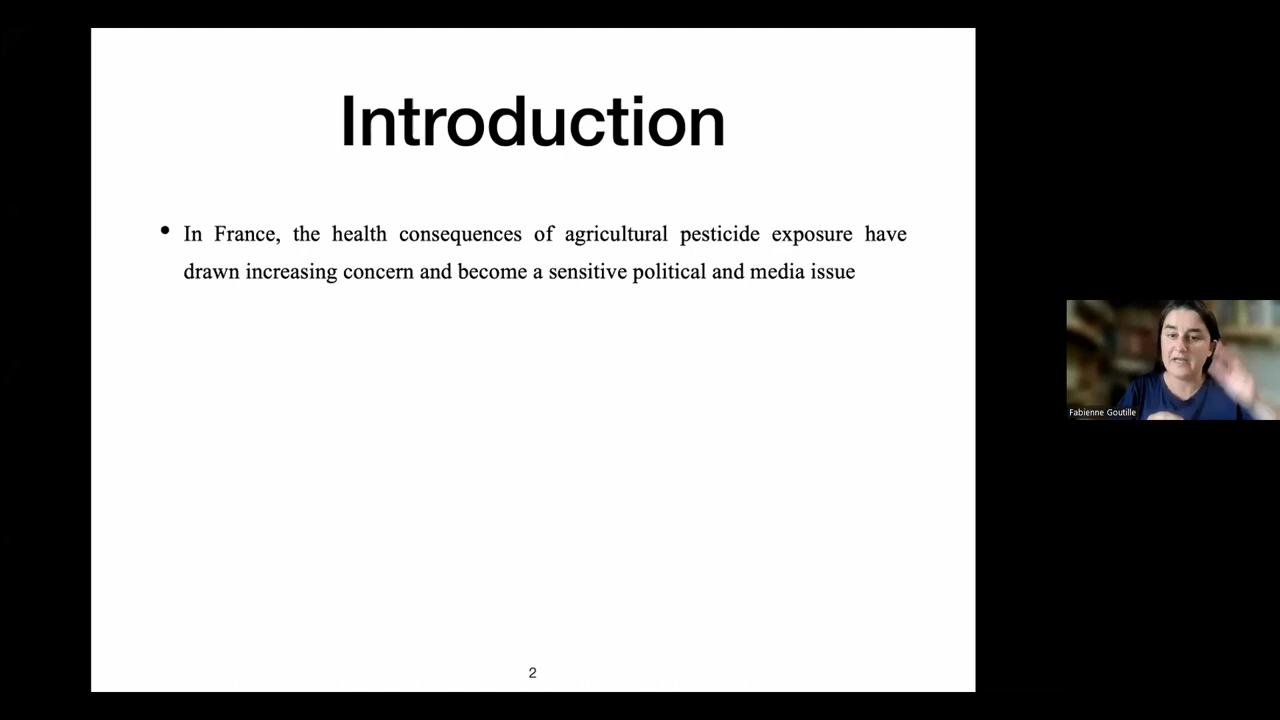 Introduction
• In France, the health consequences of agricultural pesticide exposure have
drawn increasing concern and become a sensitive political and media issue
Fabienne Goutille
2